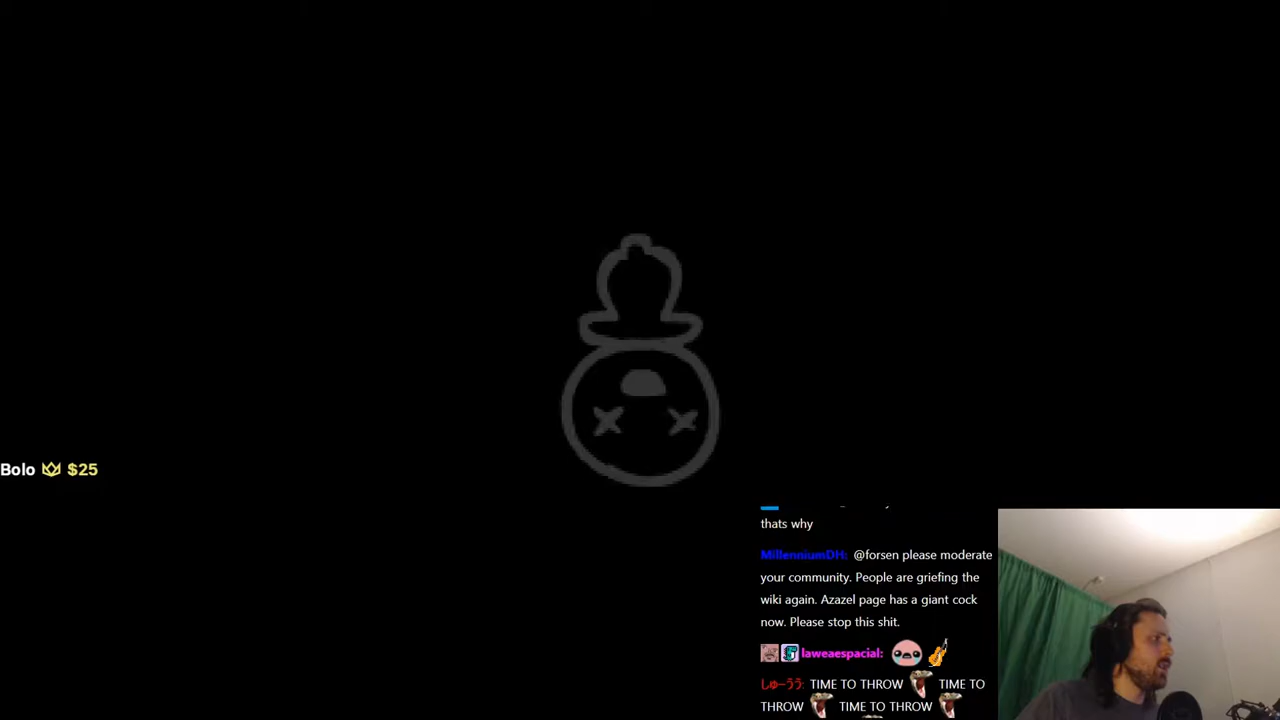 Bolo $25
thats why
MillenniumDH: @forsen please moderate
your community. People are griefing the
wiki again. Azazel page has a giant cock
now. Please stop this shit.
laweaespacial:
しゅーうう: TIME TO THROW TIME TO
THROW TIME TO THROW